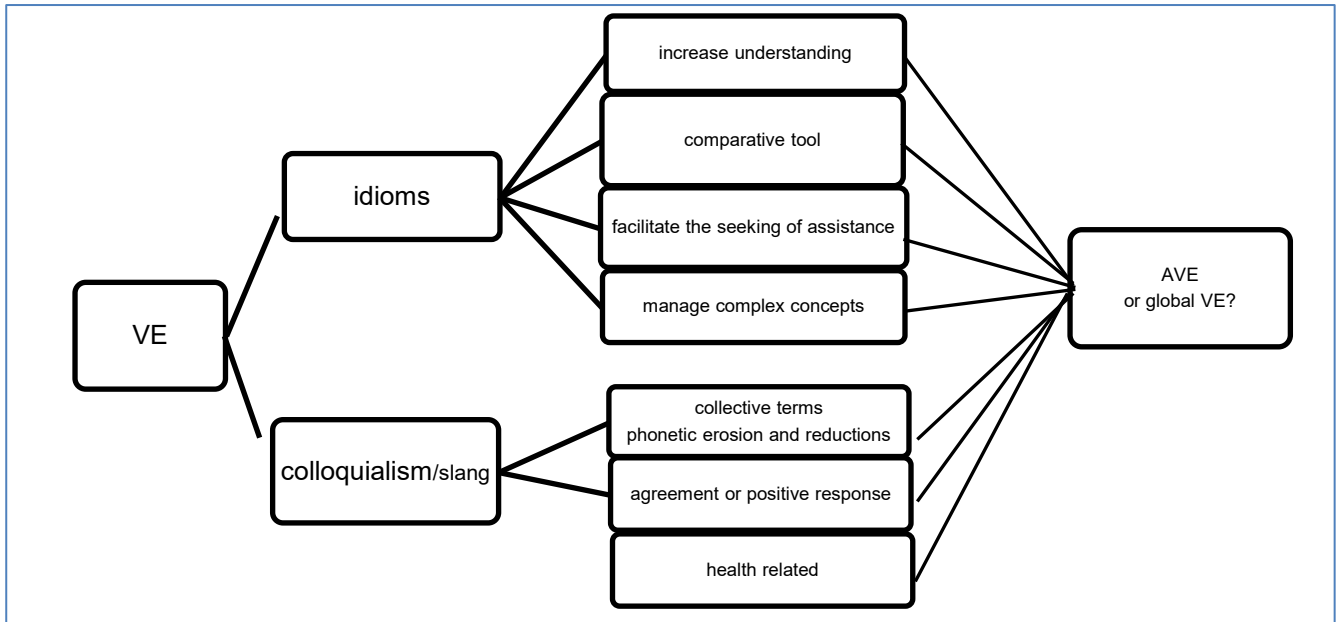 VE
idioms
colloquialism/slang
increase understanding
comparative tool
facilitate the seeking of assistance
manage complex concepts
collective terms
phonetic erosion and reductions
agreement or positive response
health related
AVE
or global VE?